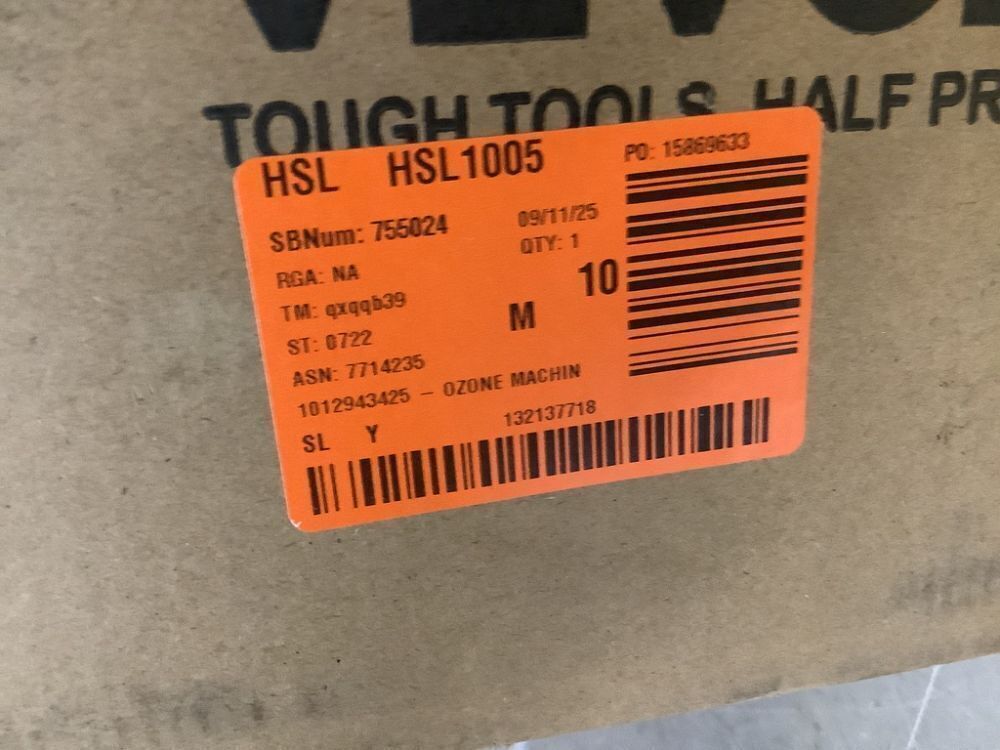 TOUGH TOOLS, HALF PR
HSL HSL1005
PO: 15869633
SBNum: 755024
09/11/25
RGA: NA
QTY: 1
TM: qxqqb39
10
ST: 0722
M
ASN: 7714235
1012943425 – OZONE MACHIN
SL Y
132137718